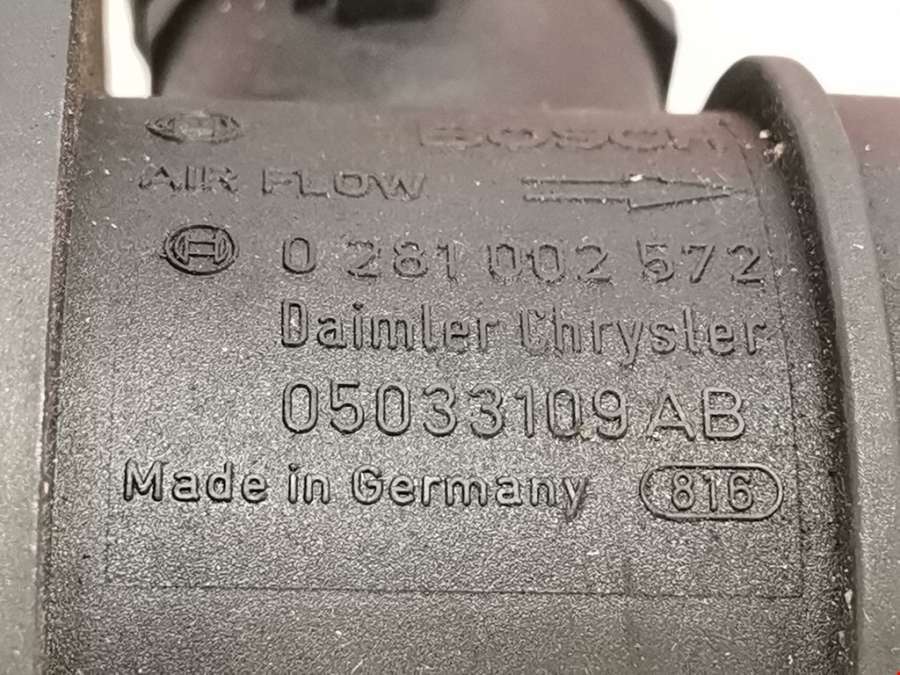 BOSCH
AIR FLOW
0 281 002 572
Daimler Chrysler
05033109AB
Made in Germany 816